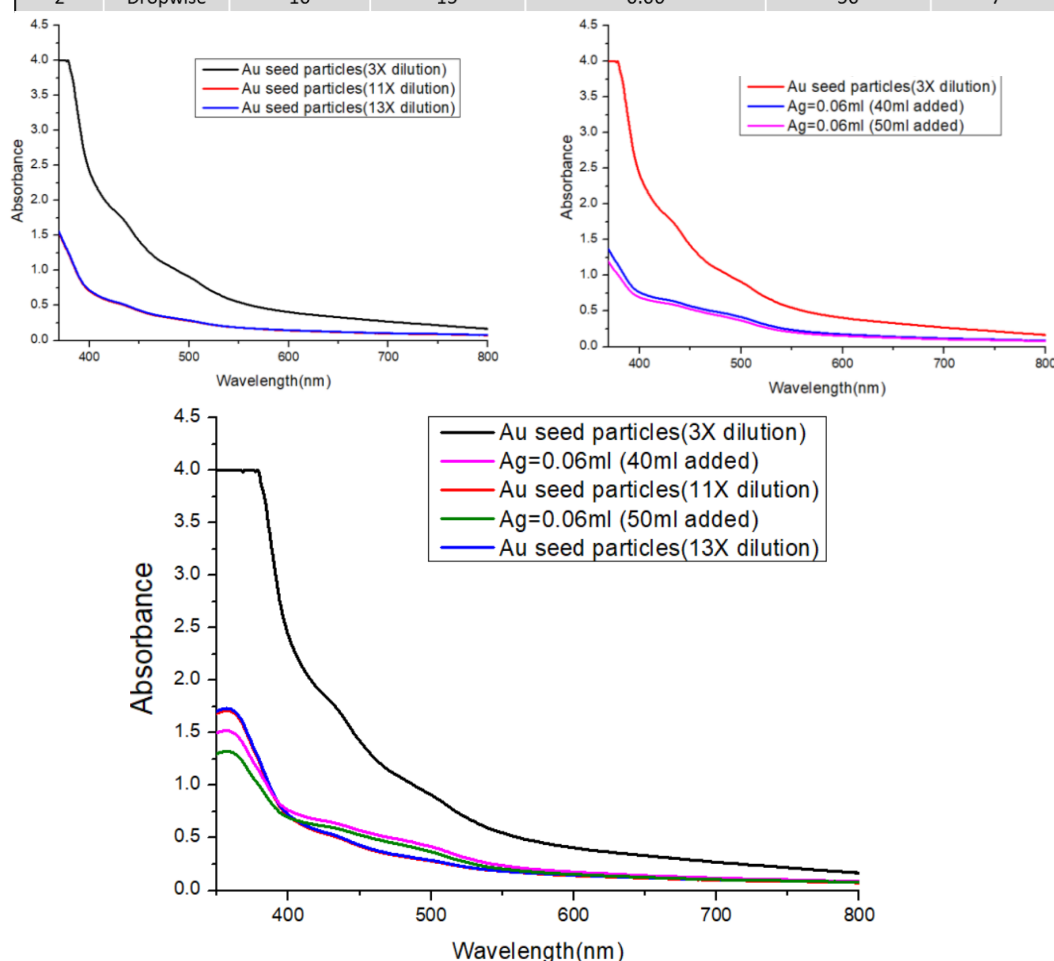 2 Dropwise 10 15 0.06 50 7
4.5
4.0
3.5
3.0
2.5
2.0
1.5
1.0
0.5
0.0
Absorbance
Au seed particles(3X dilution)
Au seed particles(11X dilution)
Au seed particles(13X dilution)
400 500 600 700 800
Wavelength(nm)
4.5
4.0
3.5
3.0
2.5
2.0
1.5
1.0
0.5
0.0
Absorbance
Au seed particles(3X dilution)
Ag=0.06ml (40ml added)
Ag=0.06ml (50ml added)
400 500 600 700 800
Wavelength(nm)
4.5
4.0
3.5
3.0
2.5
2.0
1.5
1.0
0.5
0.0
Absorbance
Au seed particles(3X dilution)
Ag=0.06ml (40ml added)
Au seed particles(11X dilution)
Ag=0.06ml (50ml added)
Au seed particles(13X dilution)
400 500 600 700 800
Wavelength(nm)